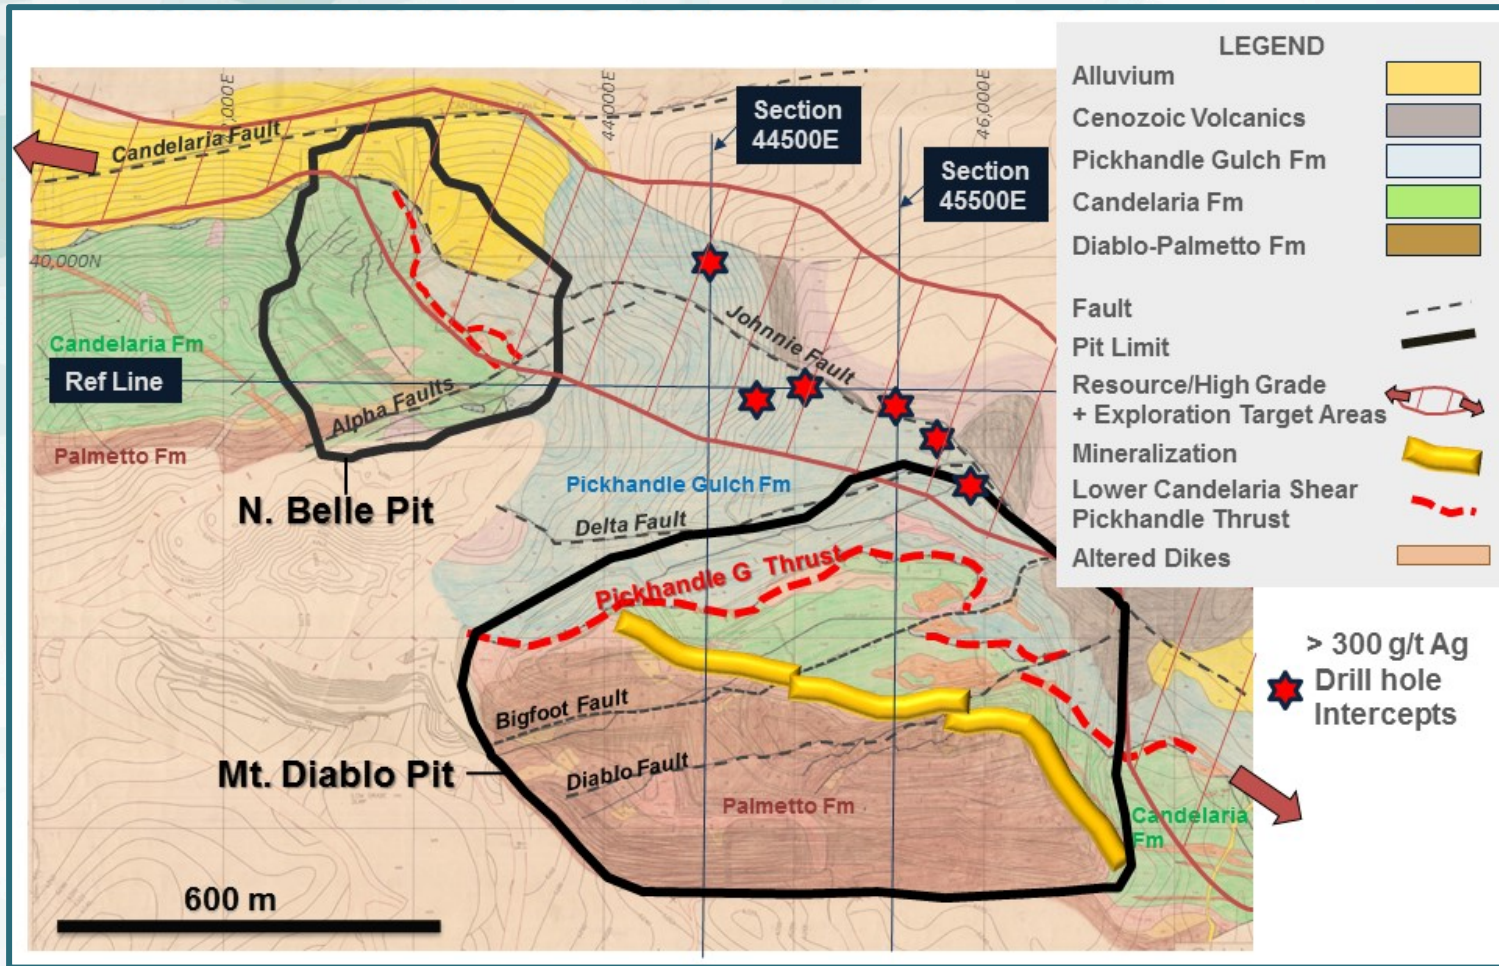 LEGEND
Alluvium
Cenozoic Volcanics
Pickhandle Gulch Fm
Candelaria Fm
Diablo-Palmetto Fm
Fault
Pit Limit
Resource/High Grade
+ Exploration Target Areas
Mineralization
Lower Candelaria Shear
Pickhandle Thrust
Altered Dikes
> 300 g/t Ag
Drill hole
Intercepts
44,000E
46,000E
Section
44500E
Section
45500E
Candelaria Fault
40,000N
Candelaria Fm
Ref Line
Alpha Faults
Johnnie Fault
Palmetto Fm
N. Belle Pit
Pickhandle Gulch Fm
Delta Fault
Pickhandle G Thrust
Bigfoot Fault
Mt. Diablo Pit
Diablo Fault
Palmetto Fm
Candelaria
Fm
600 m